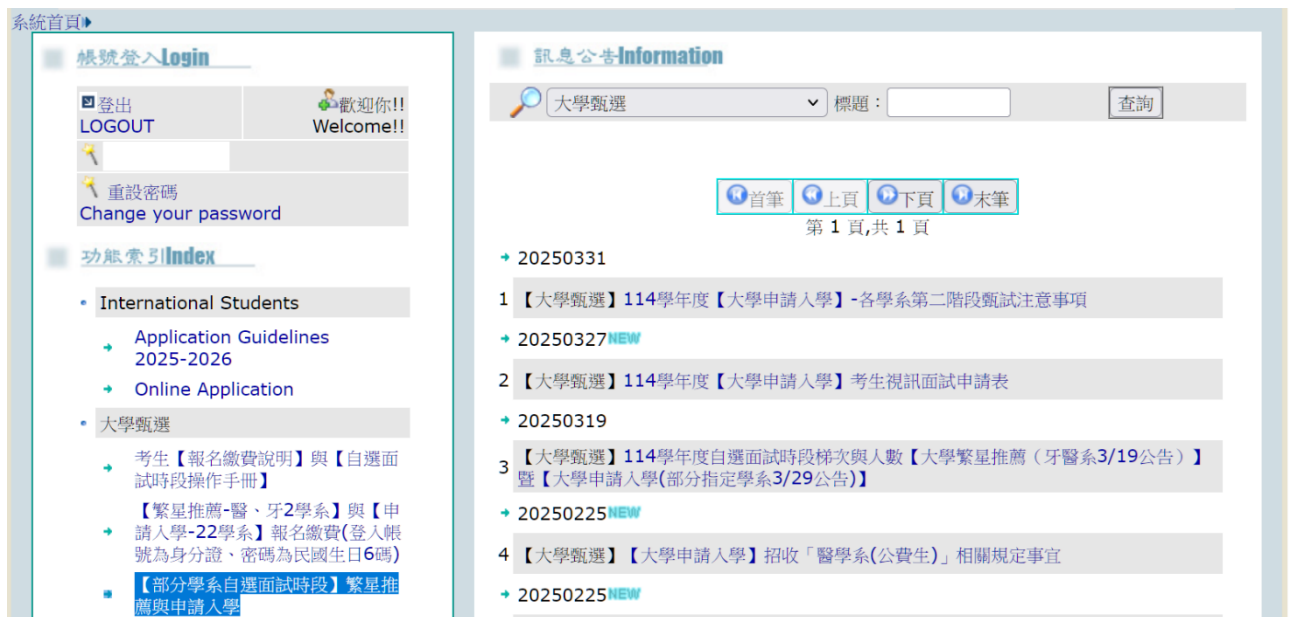 系統首頁
帳號登入Login
登出
LOGOUT
歡迎你!!
Welcome!!
重設密碼
Change your password
功能索引Index
International Students
Application Guidelines
2025-2026
Online Application
大學甄選
考生【報名繳費說明】與【自選面
試時段操作手冊】
【繁星推薦-醫、牙2學系】與【申
請入學-22學系】報名繳費(登入帳
號為身分證、密碼為民國生日6碼)
【部分學系自選面試時段】繁星推
薦與申請入學
訊息公告Information
大學甄選
標題：
查詢
首筆 上頁 下頁 末筆
第 1 頁,共 1 頁
20250331
1 【大學甄選】114學年度【大學申請入學】-各學系第二階段甄試注意事項
20250327NEW
2 【大學甄選】114學年度【大學申請入學】考生視訊面試申請表
20250319
3 【大學甄選】114學年度自選面試時段梯次與人數【大學繁星推薦（牙醫系3/19公告）】
暨【大學申請入學(部分指定學系3/29公告)】
20250225NEW
4 【大學甄選】【大學申請入學】招收「醫學系(公費生)」相關規定事宜
20250225NEW